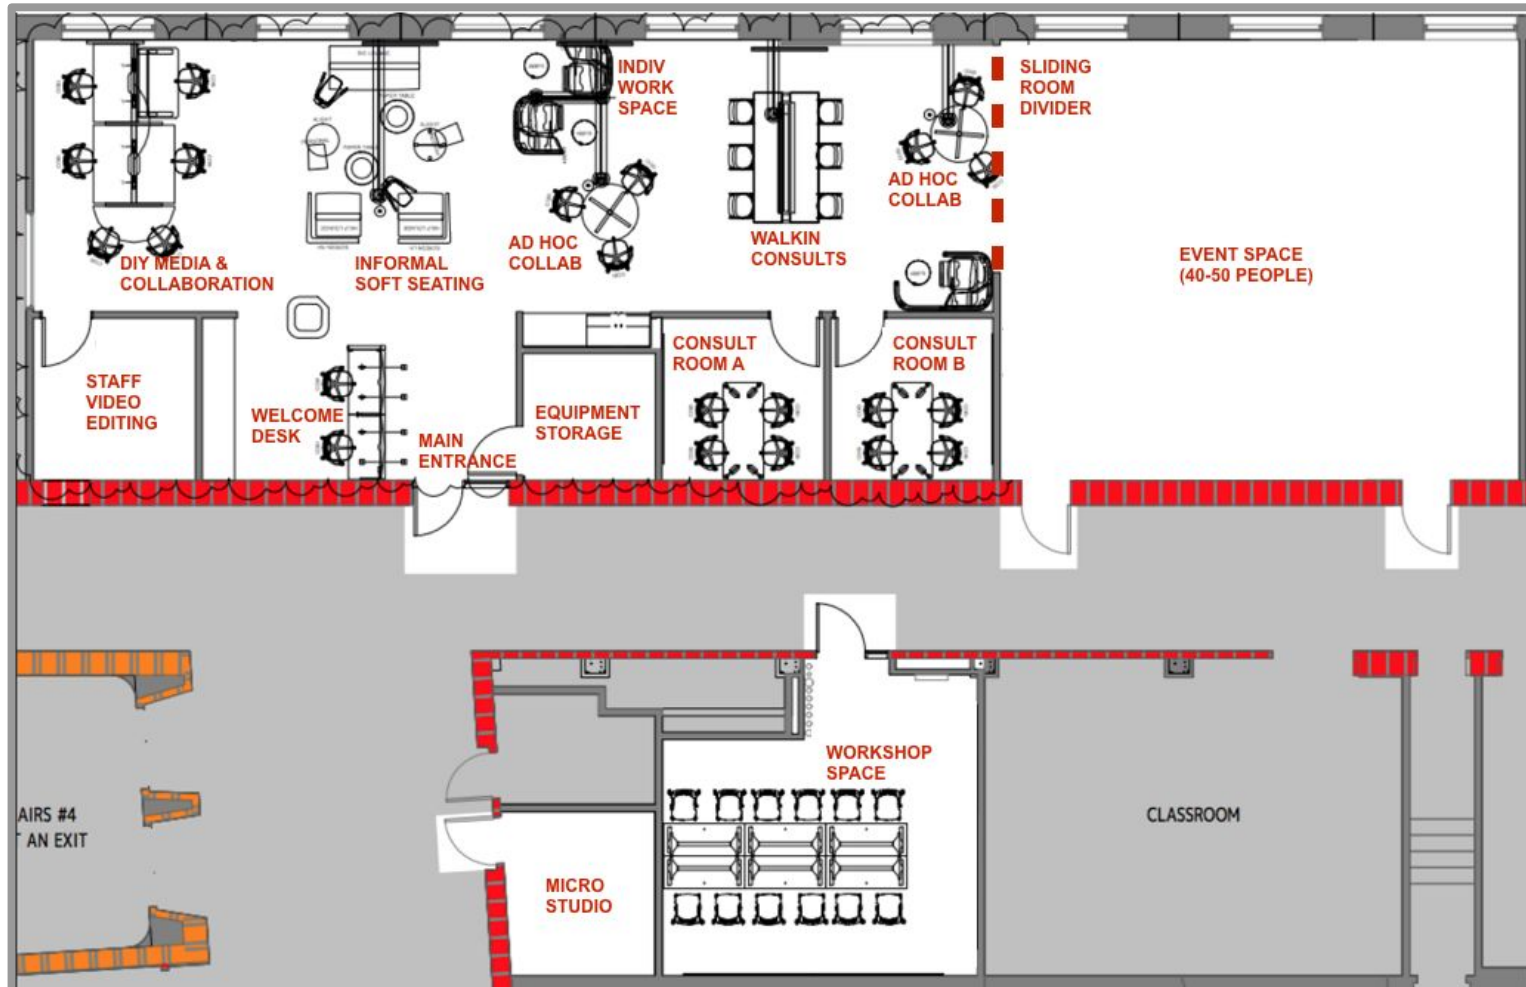 INDIV
WORK
SPACE
SLIDING
ROOM
DIVIDER
AD HOC
COLLAB
DIY MEDIA &
COLLABORATION
INFORMAL
SOFT SEATING
AD HOC
COLLAB
WALKIN
CONSULTS
EVENT SPACE
(40-50 PEOPLE)
STAFF
VIDEO
EDITING
WELCOME
DESK
MAIN
ENTRANCE
EQUIPMENT
STORAGE
CONSULT
ROOM A
CONSULT
ROOM B
WORKSHOP
SPACE
MICRO
STUDIO
CLASSROOM
AIRS #4
AN EXIT